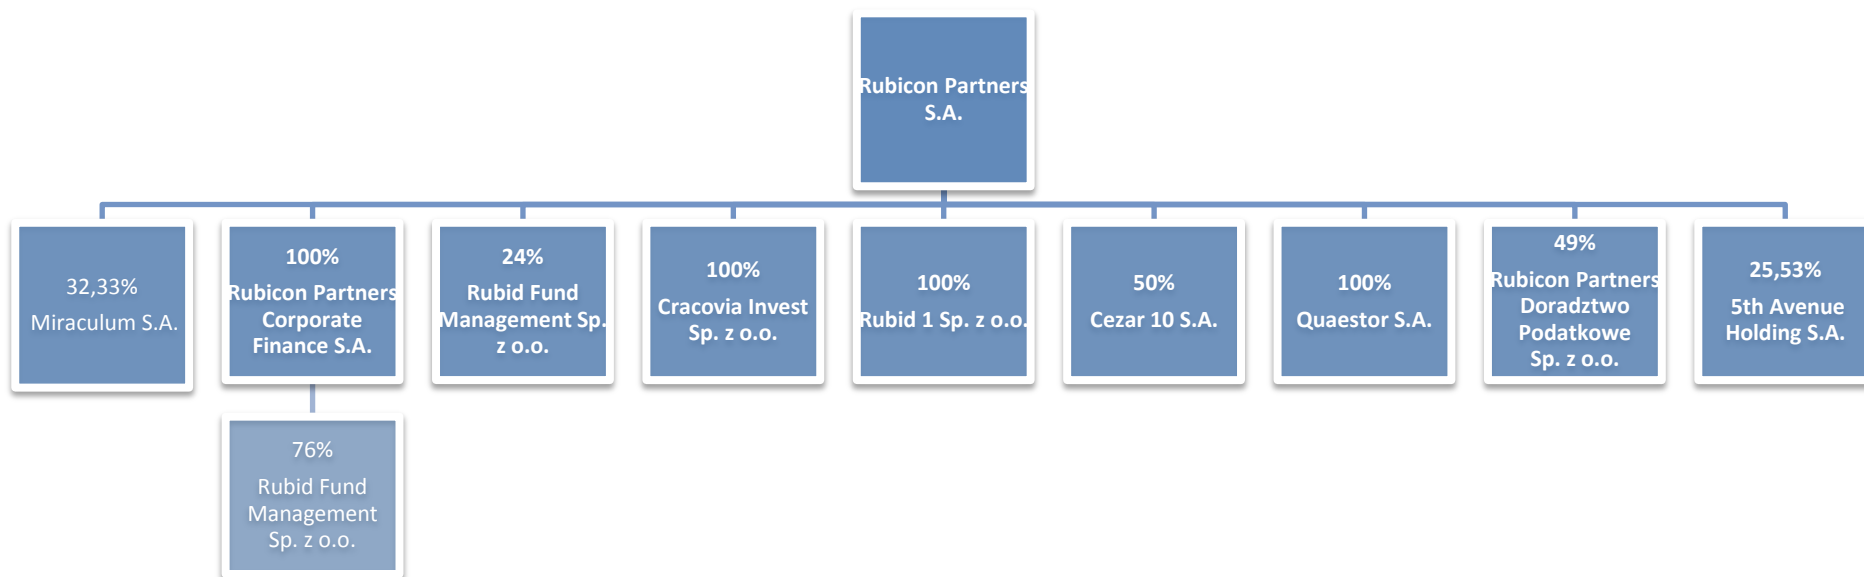 Rubicon Partners
S.A.
32,33%
Miraculum S.A.
100%
Rubicon Partners
Corporate
Finance S.A.
24%
Rubid Fund
Management Sp.
z o.o.
100%
Cracovia Invest
Sp. z o.o.
100%
Rubid 1 Sp. z o.o.
50%
Cezar 10 S.A.
100%
Quaestor S.A.
49%
Rubicon Partners
Doradztwo
Podatkowe
Sp. z o.o.
25,53%
5th Avenue
Holding S.A.
76%
Rubid Fund
Management
Sp. z o.o.